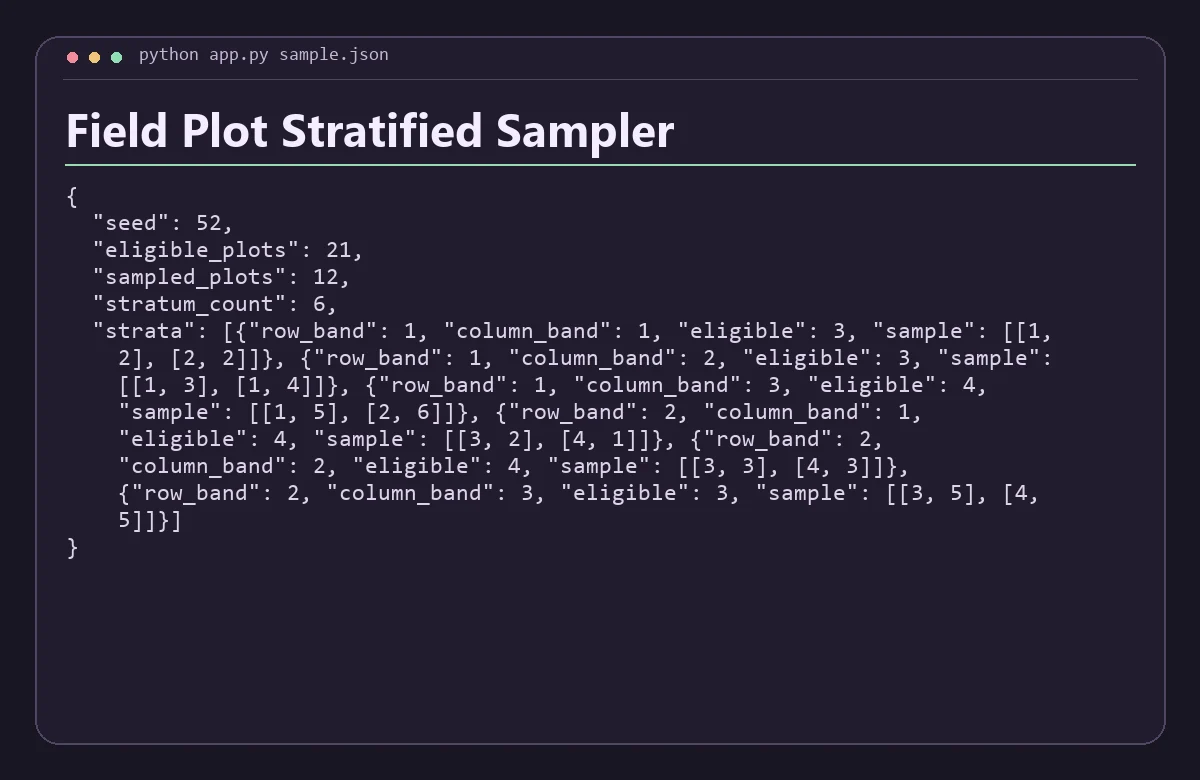 python app.py sample.json
Field Plot Stratified Sampler
{
"seed": 52,
"eligible_plots": 21,
"sampled_plots": 12,
"stratum_count": 6,
"strata": [{"row_band": 1, "column_band": 1, "eligible": 3, "sample": [[1,
2], [2, 2]]}, {"row_band": 1, "column_band": 2, "eligible": 3, "sample":
[[1, 3], [1, 4]]}, {"row_band": 1, "column_band": 3, "eligible": 4,
"sample": [[1, 5], [2, 6]]}, {"row_band": 2, "column_band": 1,
"eligible": 4, "sample": [[3, 2], [4, 1]]}, {"row_band": 2,
"column_band": 2, "eligible": 4, "sample": [[3, 3], [4, 3]]},
{"row_band": 2, "column_band": 3, "eligible": 3, "sample": [[3, 5], [4,
5]]}]
}